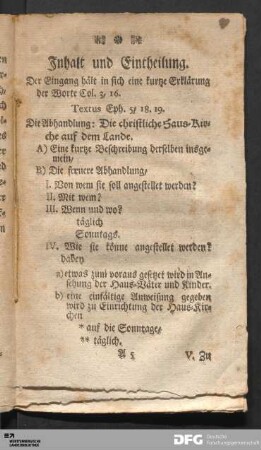 Inhalt und Eintheilung.
Der Eingang hält in sich eine kurtze Erklärung
der Worte Col. 3, 16.
Textus Eph. 5, 18. 19.
Die Abhandlung: Die christliche Haus-Kir-
che auf dem Lande.
A) Eine kurtze Beschreibung derselben insge-
mein,
B) Die fernere Abhandlung,
I. Von wem sie soll angestellet werden?
II. Mit wem?
III. Wenn und wo?
täglich
Sonntags.
IV. Wie sie könne angestellet werden?
dabey
a) etwas zum voraus gesetzet wird in An-
sehung der Haus-Väter und Kinder.
b) eine einfältige Anweisung gegeben
wird zu Einrichtung der Haus-Kir-
chen
* auf die Sonntage,
** täglich.
A 5 V. Zu
DFG